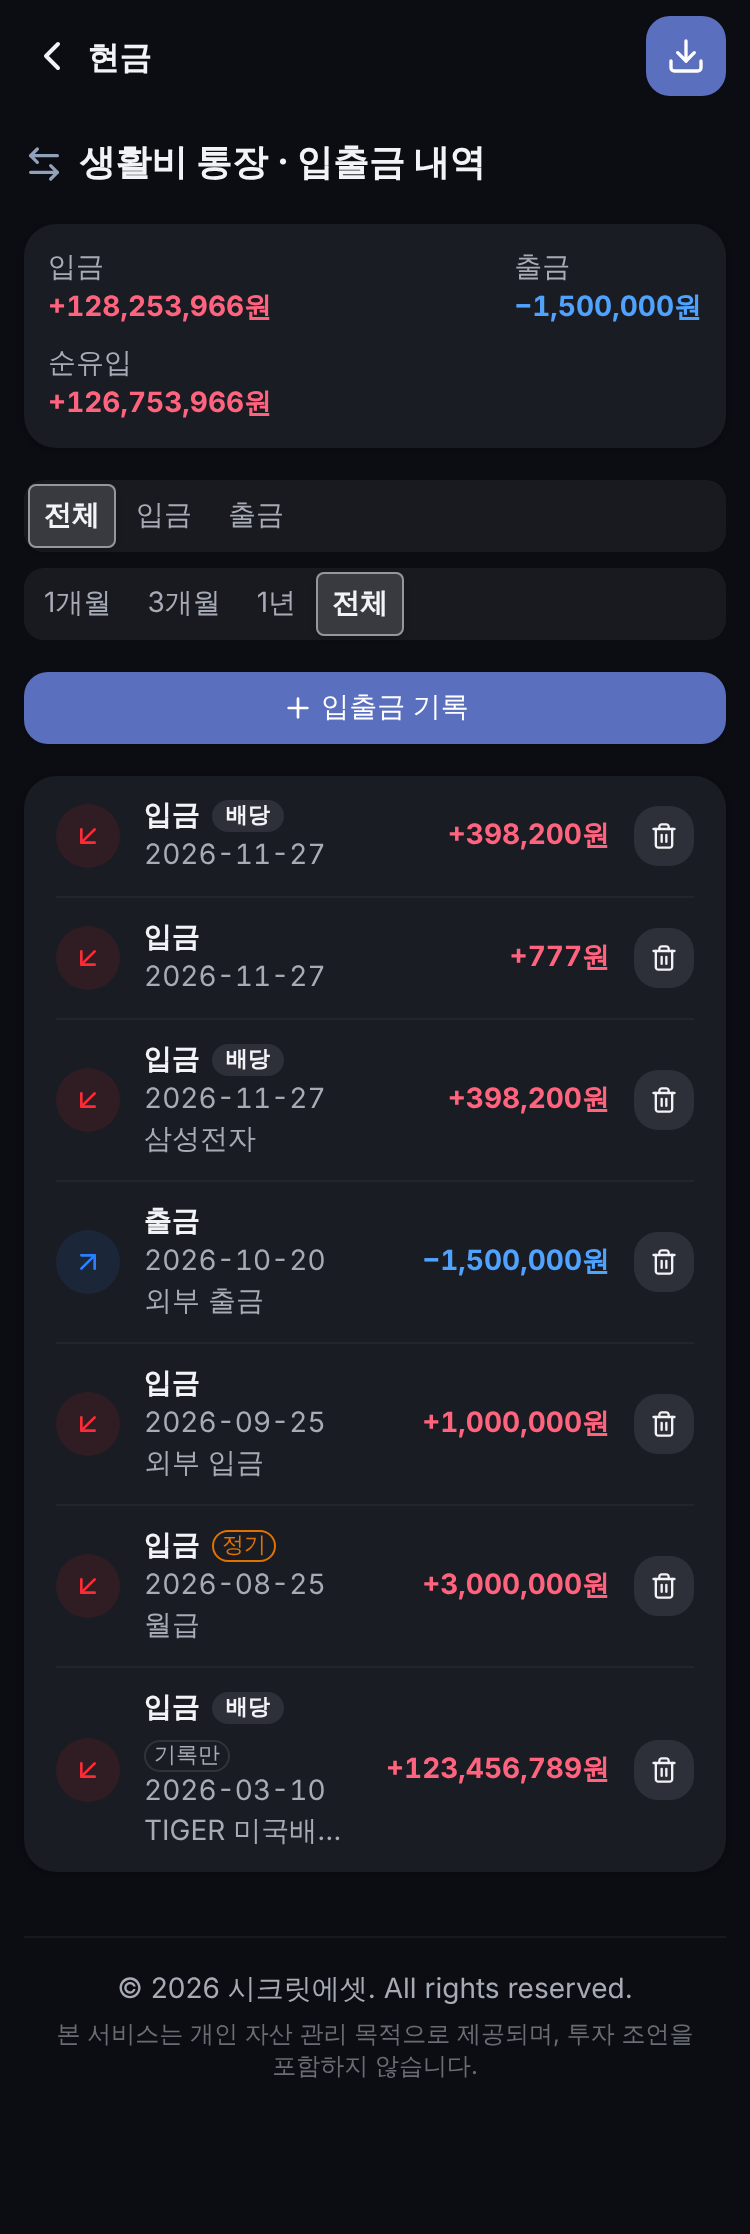 현금
생활비 통장 · 입출금 내역
입금
+128,253,966원
출금
−1,500,000원
순유입
+126,753,966원
전체 입금 출금
1개월 3개월 1년 전체
입출금 기록
입금 배당
2026-11-27
+398,200원
입금
2026-11-27
+777원
입금 배당
2026-11-27
삼성전자
+398,200원
출금
2026-10-20
외부 출금
−1,500,000원
입금
2026-09-25
외부 입금
+1,000,000원
입금 정기
2026-08-25
월급
+3,000,000원
입금 배당
기록만
2026-03-10
TIGER 미국배...
+123,456,789원
© 2026 시크릿에셋. All rights reserved.
본 서비스는 개인 자산 관리 목적으로 제공되며, 투자 조언을
포함하지 않습니다.